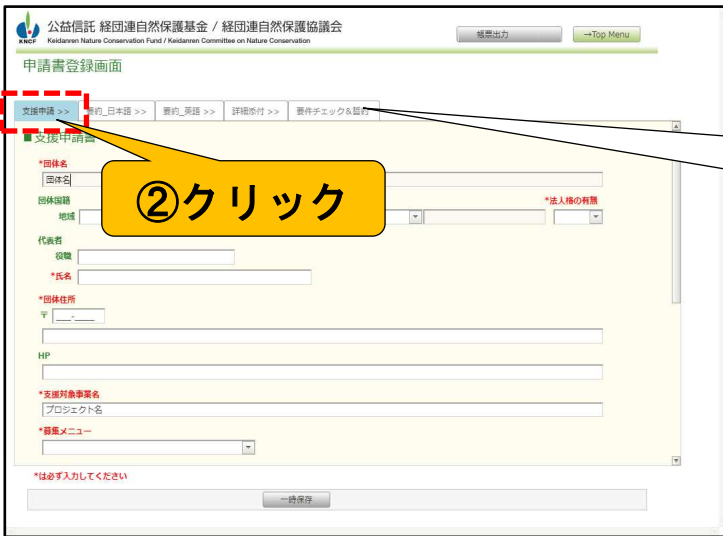 公益信託 経団連自然保護基金 / 経団連自然保護協議会
KNCF Keidanren Nature Conservation Fund / Keidanren Committee on Nature Conservation
帳票出力
→Top Menu
申請書登録画面
支援申請 >>
要約_日本語 >>
要約_英語 >>
詳細添付 >>
要件チェック&誓約
■支援申請書
*団体名
団体名
②クリック
団体国籍
*法人格の有無
地域
代表者
役職
*氏名
*団体住所
〒 ___-____
HP
*支援対象事業名
プロジェクト名
*募集メニュー
*は必ず入力してください
一時保存